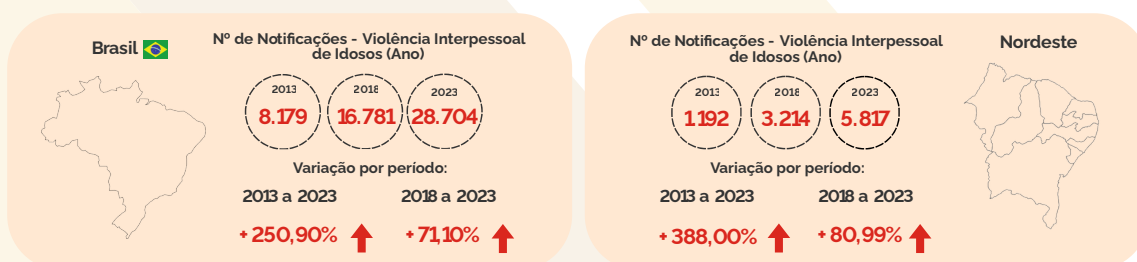 Brasil
Nº de Notificações - Violência Interpessoal
de Idosos (Ano)
2013
8.179
2018
16.781
2023
28.704
Variação por período:
2013 a 2023
2018 a 2023
+ 250,90%
+ 71,10%
Nº de Notificações - Violência Interpessoal
de Idosos (Ano)
Nordeste
2013
1.192
2018
3.214
2023
5.817
Variação por período:
2013 a 2023
2018 a 2023
+ 388,00%
+ 80,99%